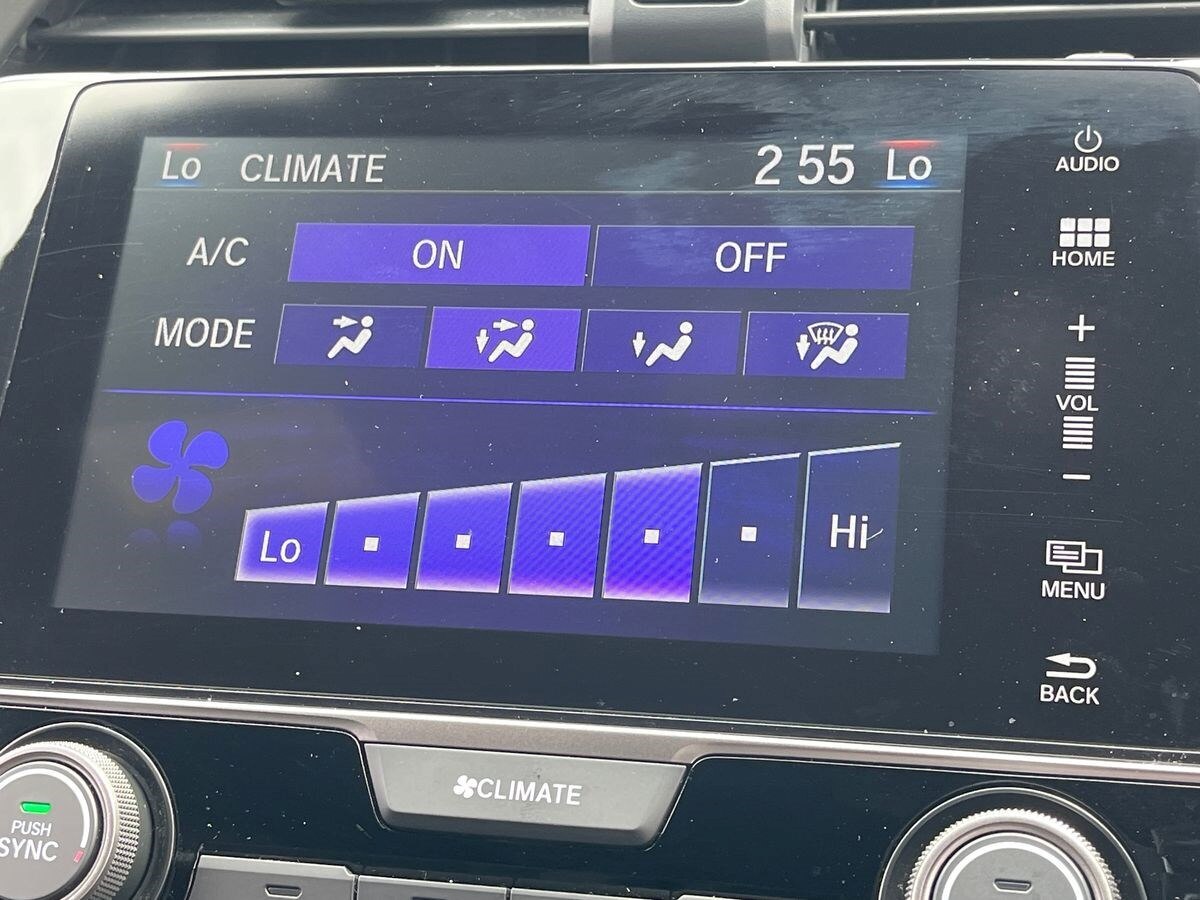 Lo CLIMATE 2 55 Lo
A/C ON OFF
MODE
Lo Hi
AUDIO
HOME
+
VOL
−
MENU
BACK
CLIMATE
PUSH
SYNC